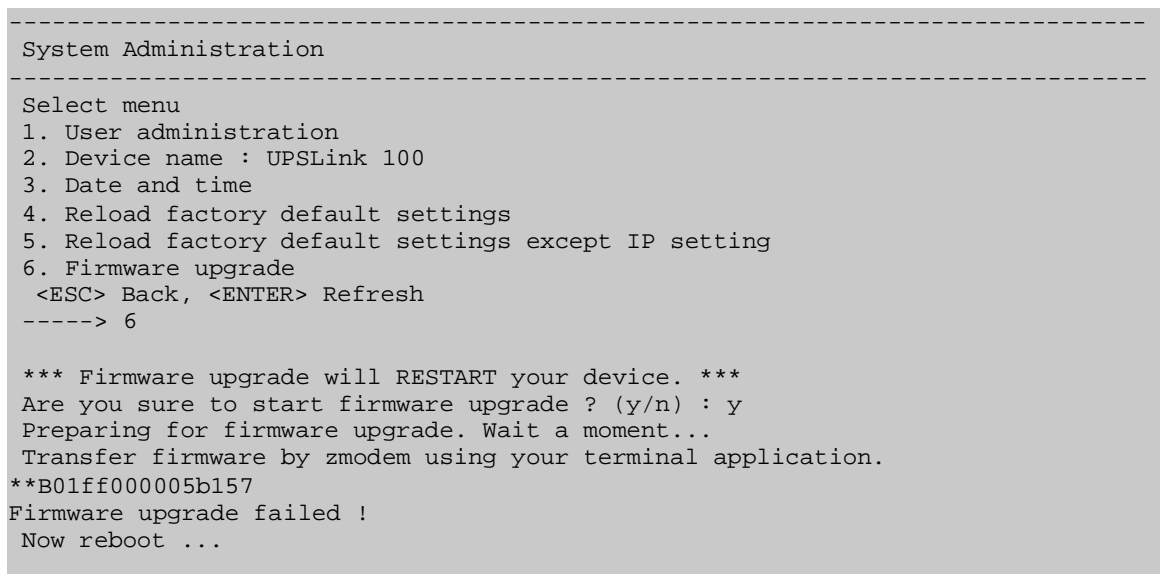 --------------------------------------------------------------------------------
System Administration
--------------------------------------------------------------------------------
Select menu
1. User administration
2. Device name : UPSLink 100
3. Date and time
4. Reload factory default settings
5. Reload factory default settings except IP setting
6. Firmware upgrade
<ESC> Back, <ENTER> Refresh
-----> 6
*** Firmware upgrade will RESTART your device. ***
Are you sure to start firmware upgrade ? (y/n) : y
Preparing for firmware upgrade. Wait a moment...
Transfer firmware by zmodem using your terminal application.
**B01ff000005b157
Firmware upgrade failed !
Now reboot ...